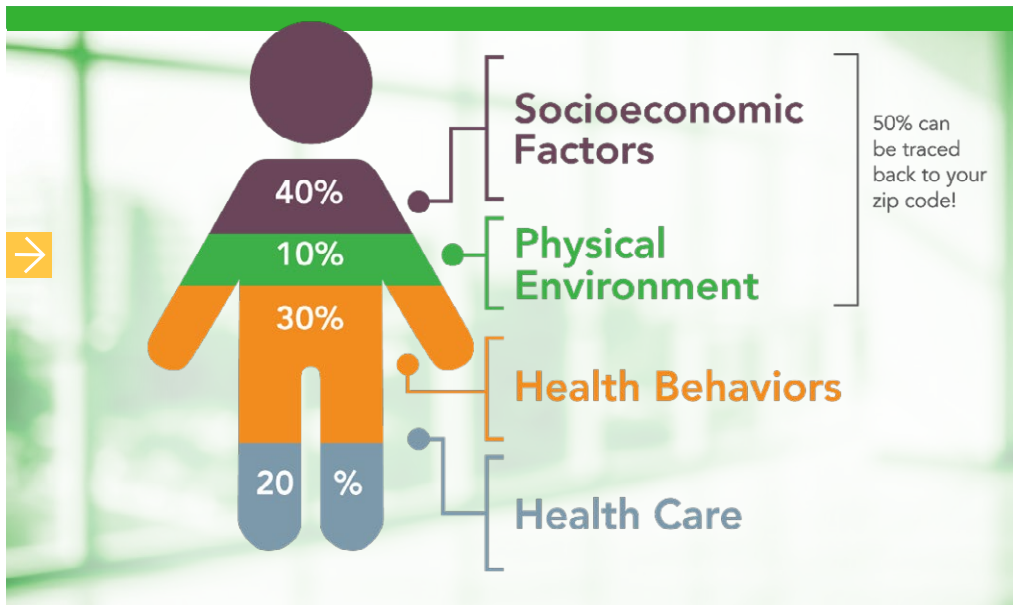 40%
10%
30%
20 %
Socioeconomic
Factors
Physical
Environment
Health Behaviors
Health Care
50% can
be traced
back to your
zip code!